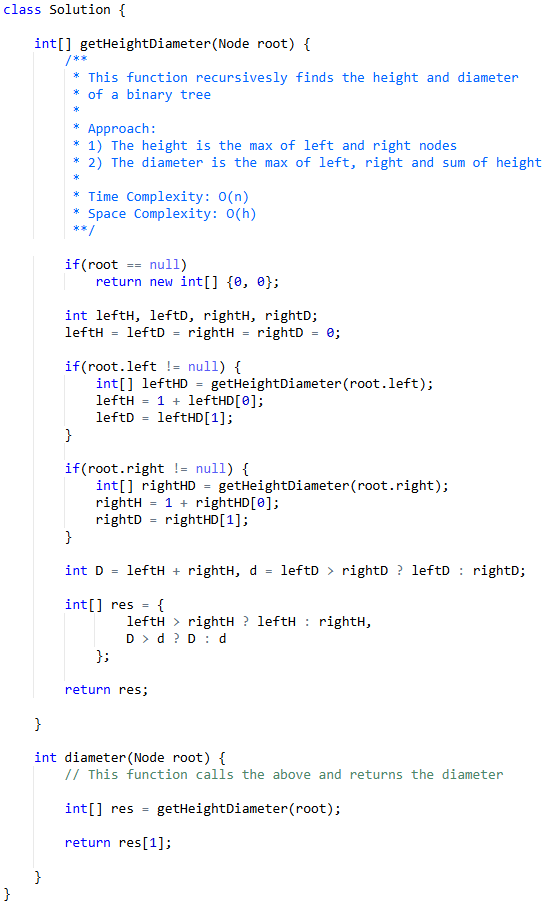 class Solution {
    int[] getHeightDiameter(Node root) {
        /**
         * This function recursivesly finds the height and diameter
         * of a binary tree
         *
         * Approach:
         * 1) The height is the max of left and right nodes
         * 2) The diameter is the max of left, right and sum of height
         *
         * Time Complexity: O(n)
         * Space Complexity: O(h)
         **/
        if(root == null)
            return new int[] {0, 0};
        int leftH, leftD, rightH, rightD;
        leftH = leftD = rightH = rightD = 0;
        if(root.left != null) {
            int[] leftHD = getHeightDiameter(root.left);
            leftH = 1 + leftHD[0];
            leftD = leftHD[1];
        }
        if(root.right != null) {
            int[] rightHD = getHeightDiameter(root.right);
            rightH = 1 + rightHD[0];
            rightD = rightHD[1];
        }
        int D = leftH + rightH, d = leftD > rightD ? leftD : rightD;
        int[] res = {
                leftH > rightH ? leftH : rightH,
                D > d ? D : d
            };
        return res;
    }
    int diameter(Node root) {
        // This function calls the above and returns the diameter
        int[] res = getHeightDiameter(root);
        return res[1];
    }
}